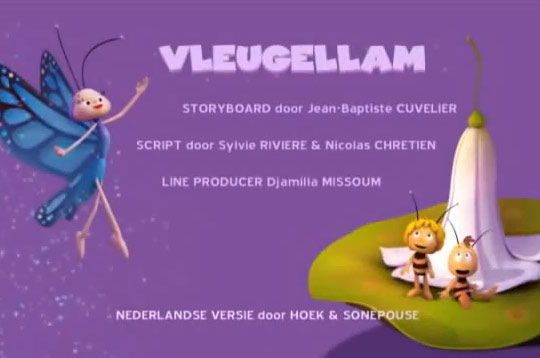 VLEUGELLAM
STORYBOARD door Jean-Baptiste CUVELIER
SCRIPT door Sylvie RIVIERE & Nicolas CHRETIEN
LINE PRODUCER Djamilla MISSOUM
NEDERLANDSE VERSIE door HOEK & SONEPOUSE